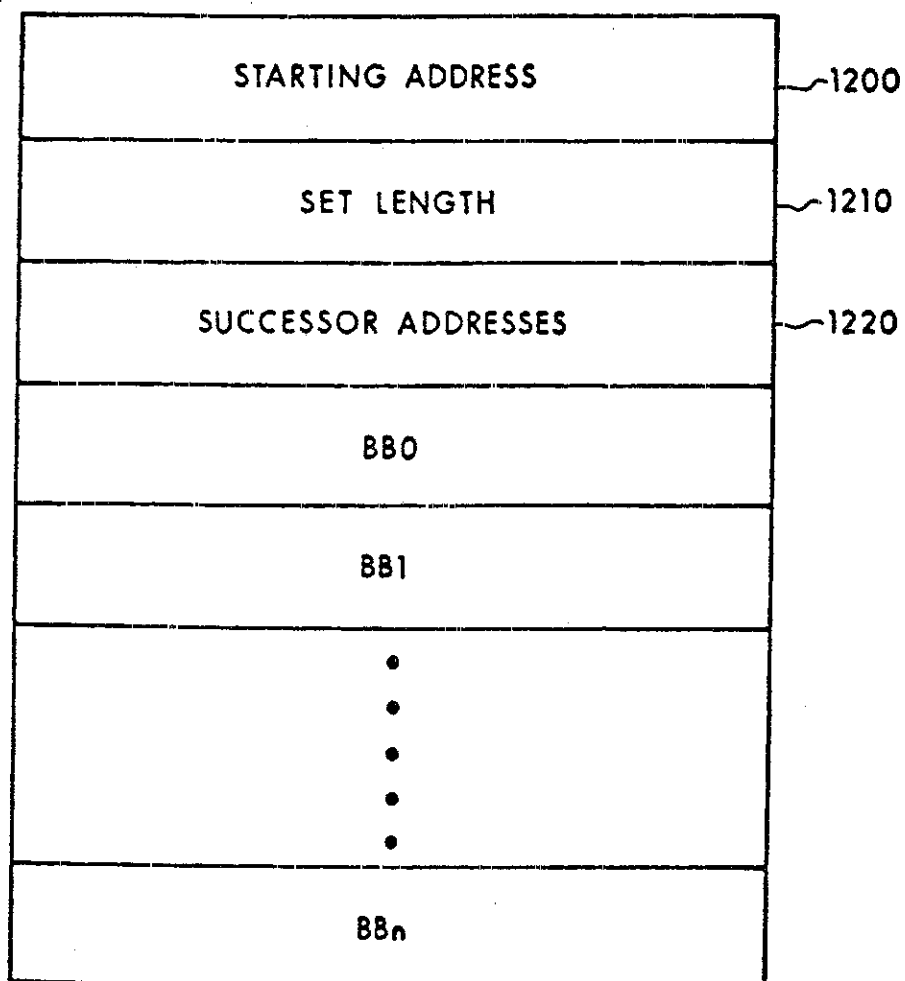 STARTING ADDRESS 1200
SET LENGTH 1210
SUCCESSOR ADDRESSES 1220
BB0
BB1
BBn